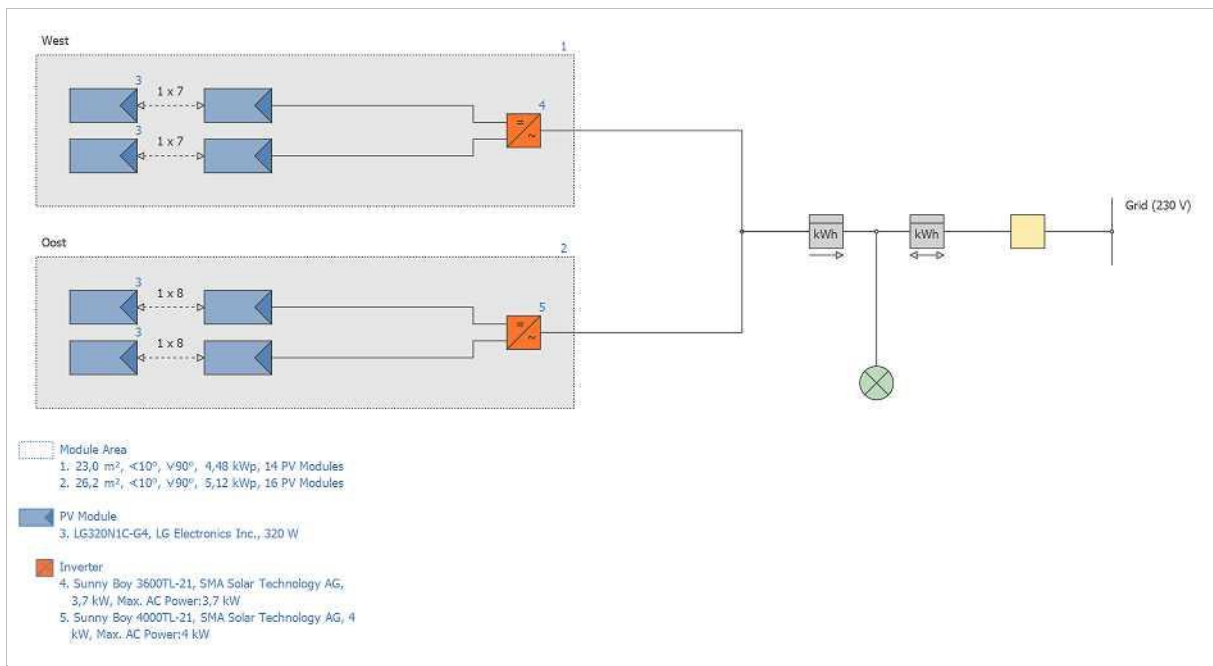 West
1
3
1 x 7
4
3
1 x 7
=
~
Grid (230 V)
kWh
kWh
Oost
2
3
1 x 8
5
3
1 x 8
=
~
Module Area
1. 23,0 m², ∢10°, ∨90°, 4,48 kWp, 14 PV Modules
2. 26,2 m², ∢10°, ∨90°, 5,12 kWp, 16 PV Modules
PV Module
3. LG320N1C-G4, LG Electronics Inc., 320 W
Inverter
4. Sunny Boy 3600TL-21, SMA Solar Technology AG,
3,7 kW, Max. AC Power:3,7 kW
5. Sunny Boy 4000TL-21, SMA Solar Technology AG, 4
kW, Max. AC Power:4 kW